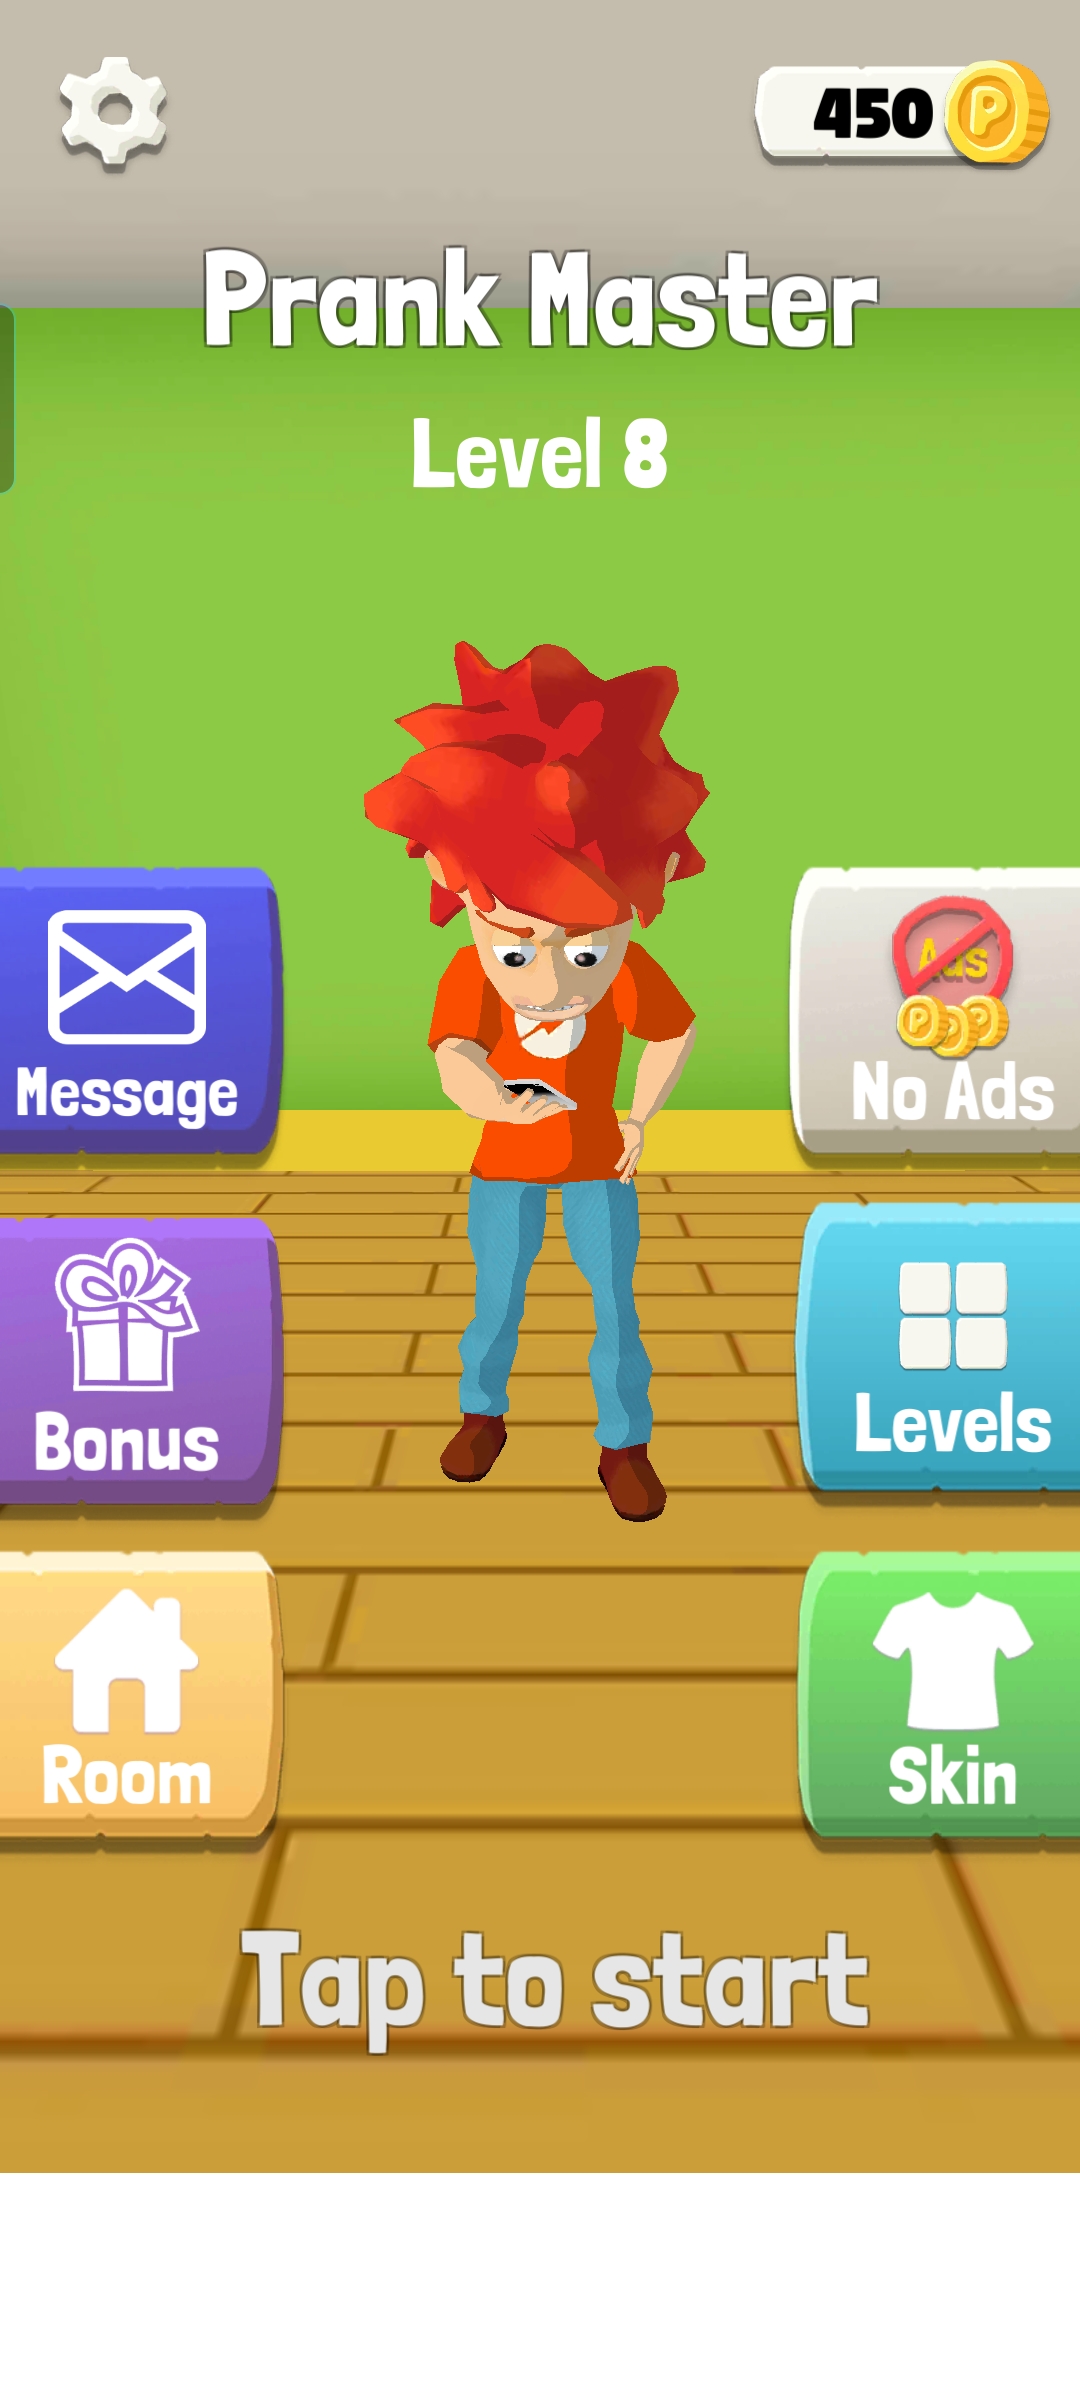 450
P
Prank Master
Level 8
Ads
P P P
Message
No Ads
Bonus
Levels
Room
Skin
Tap to start